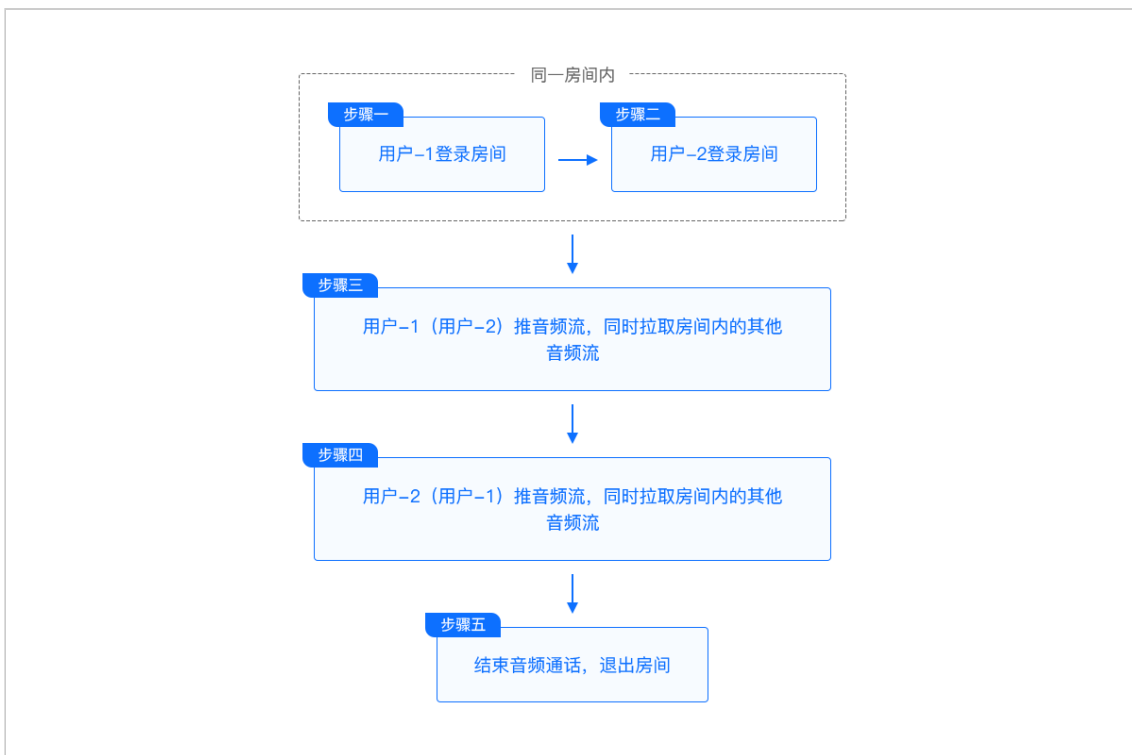 同一房间内
步骤一
用户-1登录房间
步骤二
用户-2登录房间
步骤三
用户-1（用户-2）推音频流，同时拉取房间内的其他
音频流
步骤四
用户-2（用户-1）推音频流，同时拉取房间内的其他
音频流
步骤五
结束音频通话，退出房间